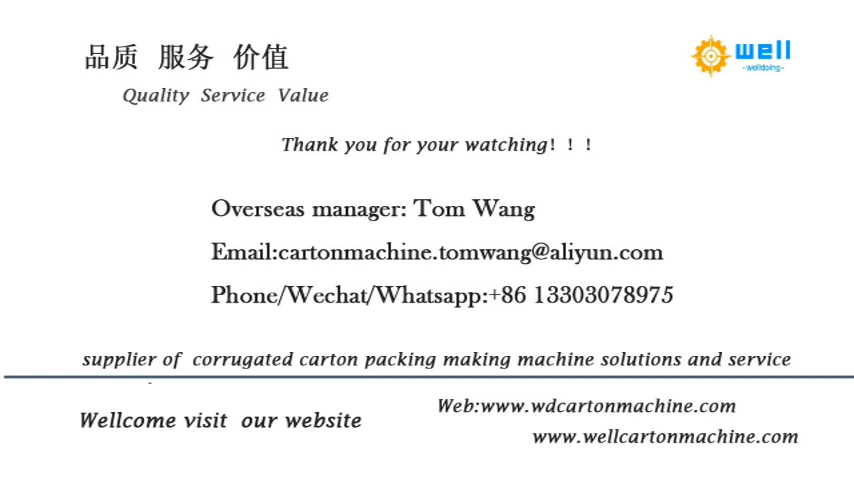 品质 服务 价值
well
-welldoing-
Quality Service Value
Thank you for your watching！！！
Overseas manager: Tom Wang
Email:cartonmachine.tomwang@aliyun.com
Phone/Wechat/Whatsapp:+86 13303078975
supplier of corrugated carton packing making machine solutions and service
Wellcome visit our website
Web:www.wdcartonmachine.com
www.wellcartonmachine.com